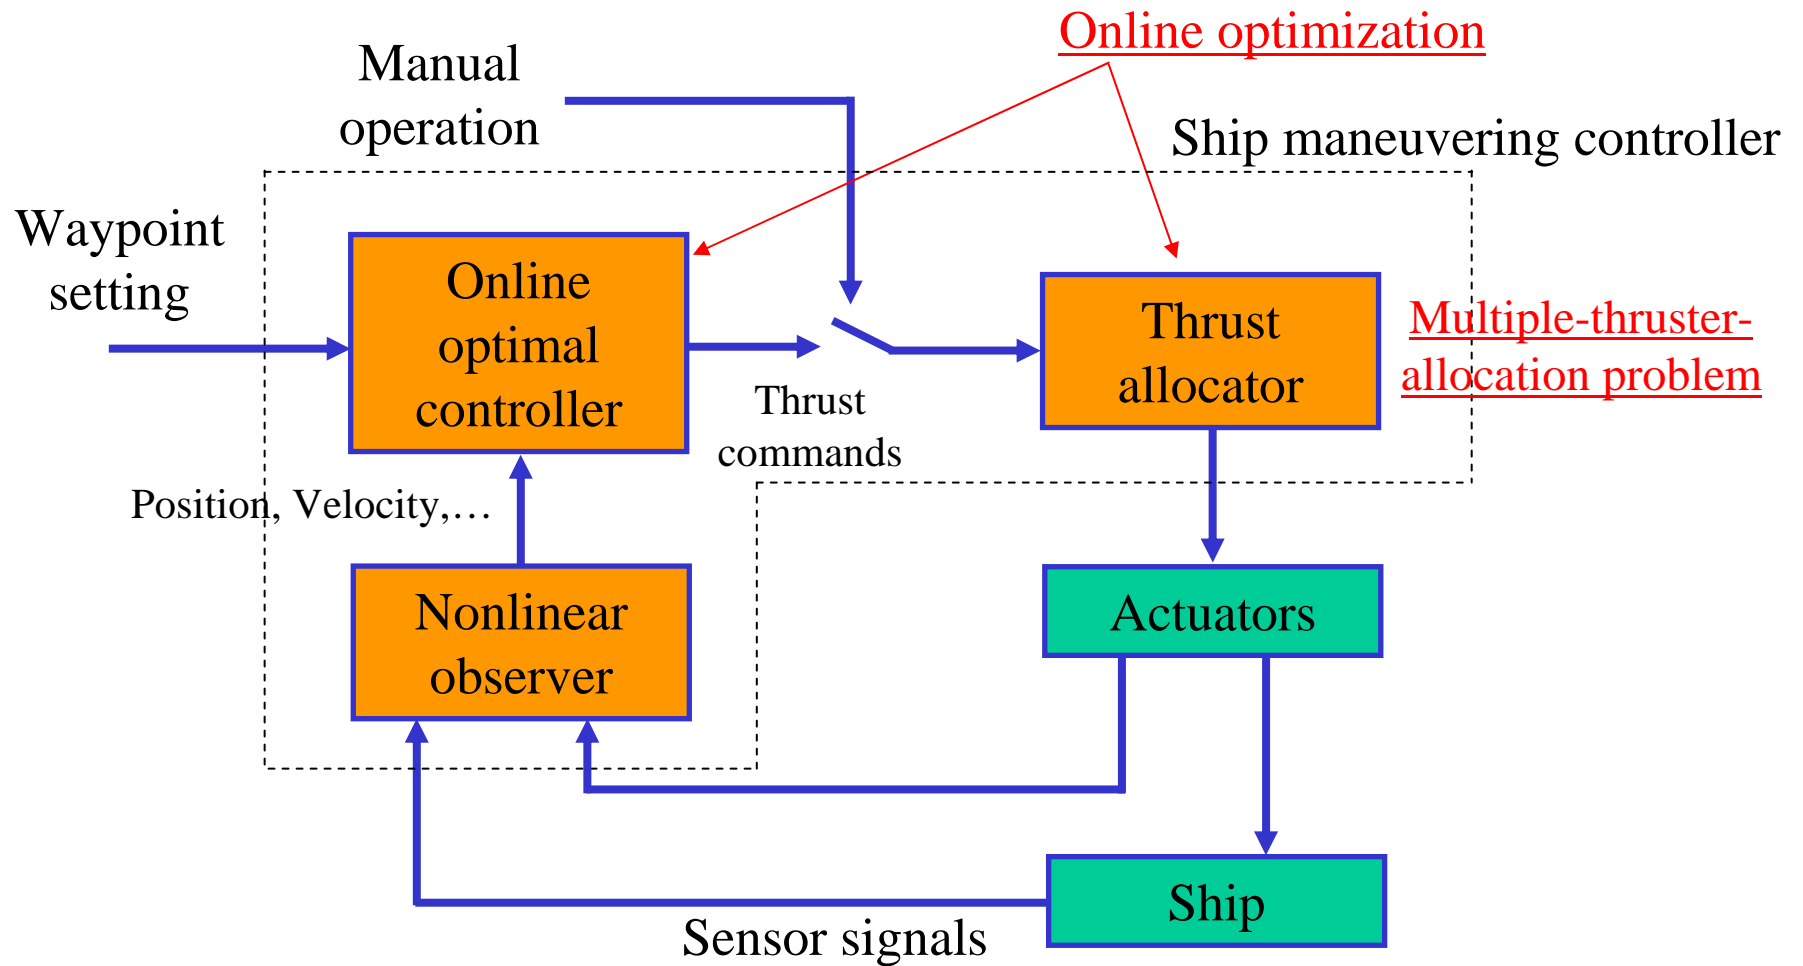 Online optimization
Manual
operation
Ship maneuvering controller
Waypoint
setting
Online
optimal
controller
Thrust
commands
Thrust
allocator
Multiple-thruster-
allocation problem
Position, Velocity,…
Nonlinear
observer
Actuators
Ship
Sensor signals